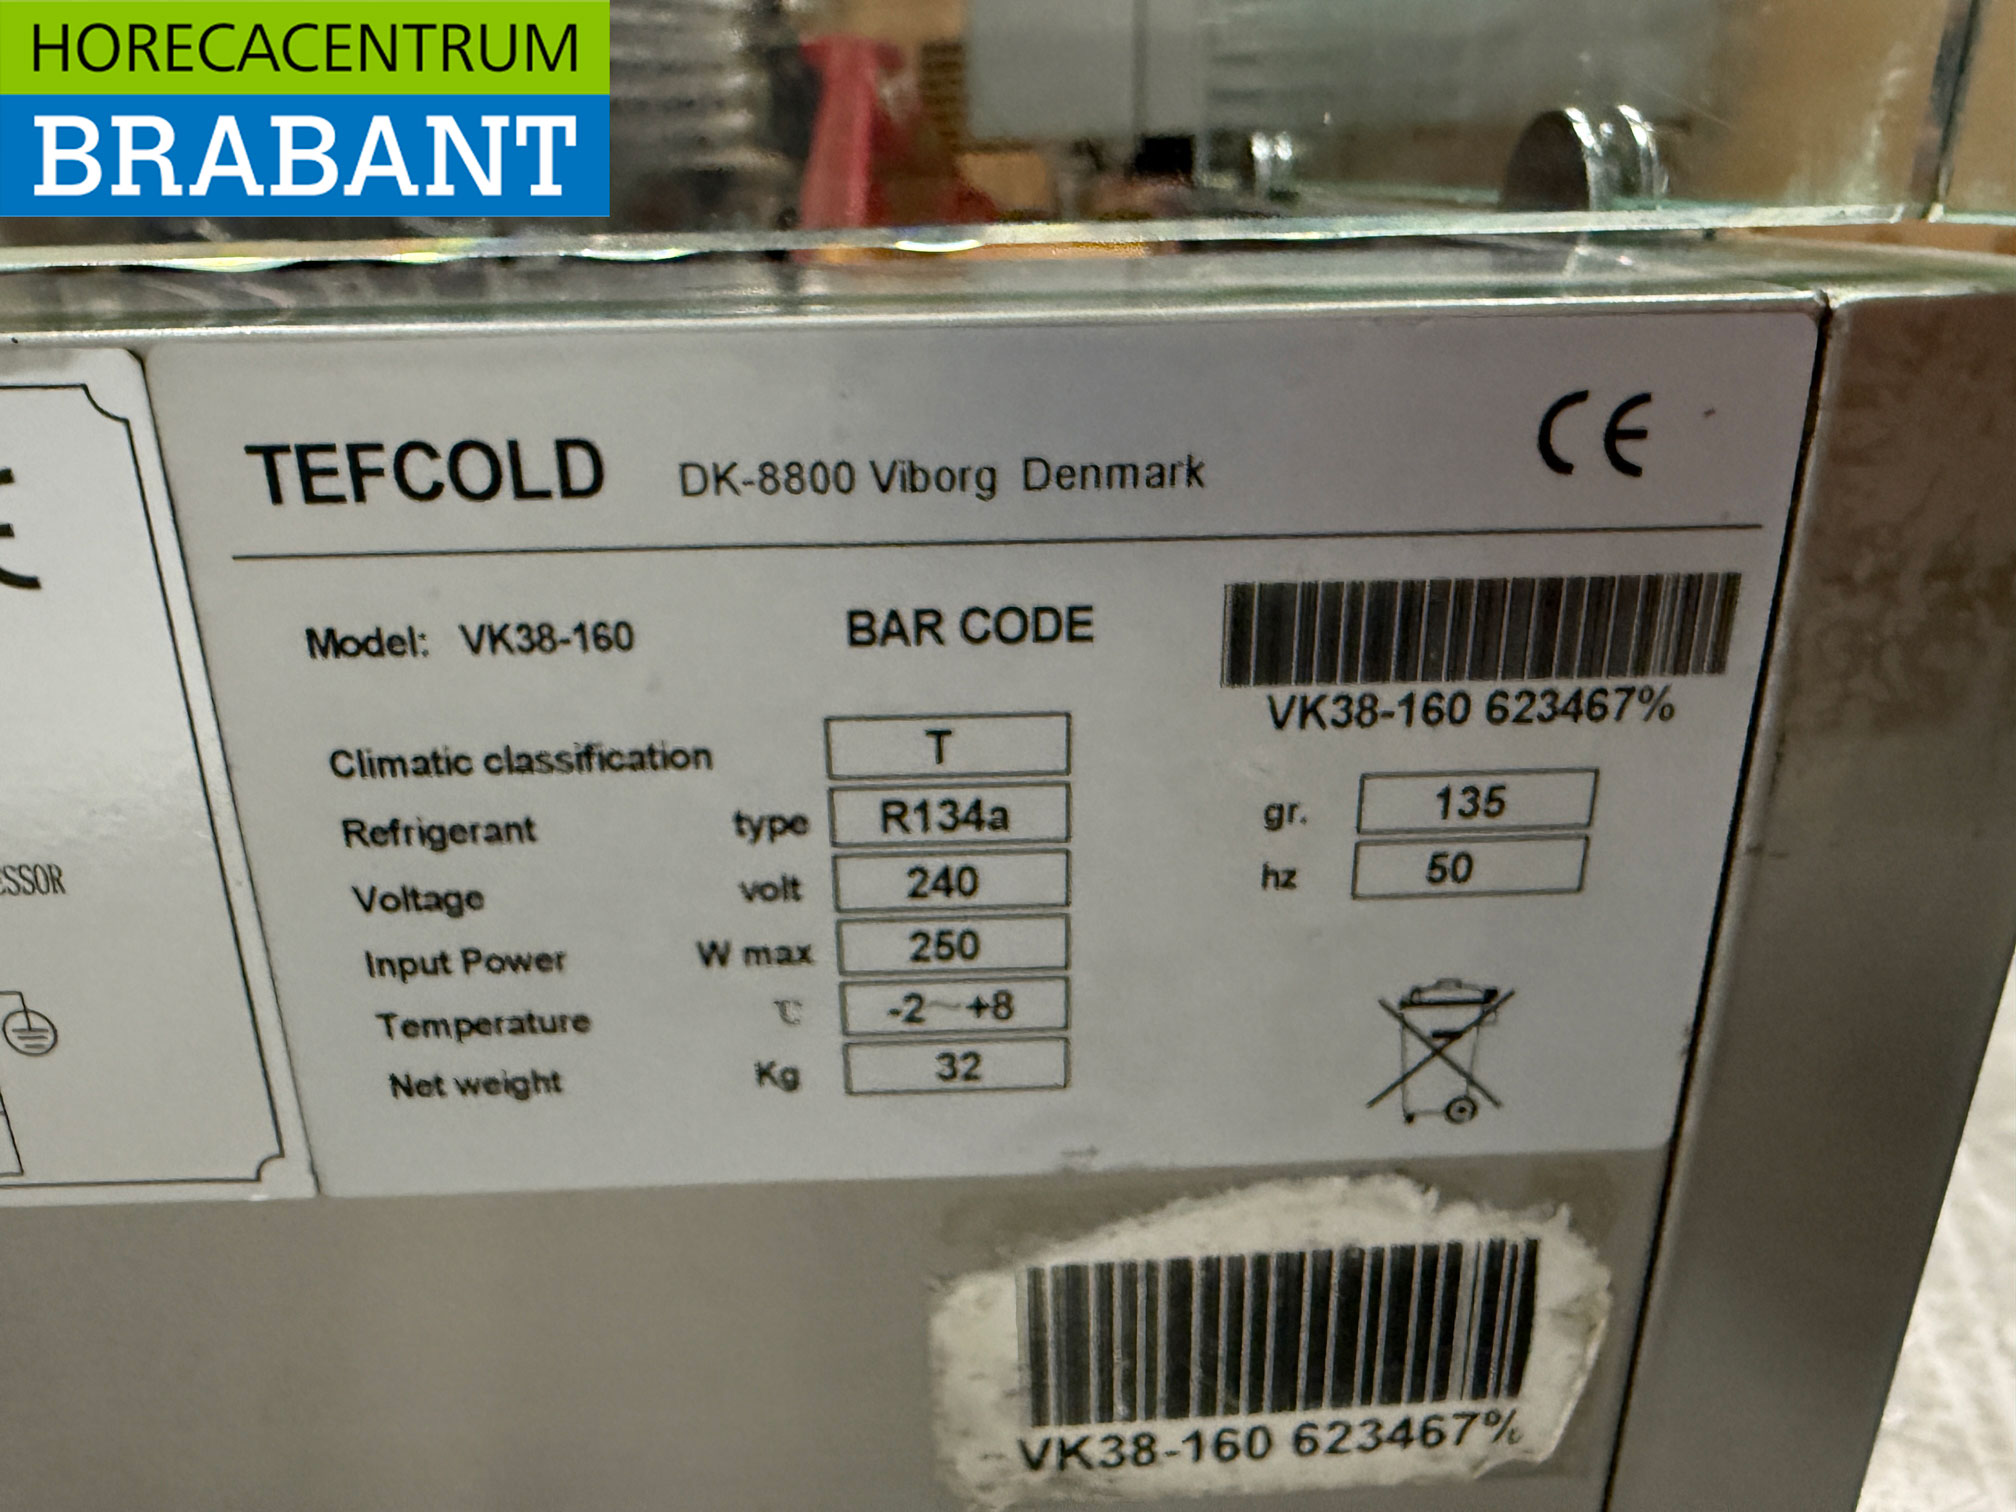 HORECACENTRUM
BRABANT
TEFCOLD DK-8800 Viborg Denmark CE
Model: VK38-160 BAR CODE
VK38-160 623467%
Climatic classification T
Refrigerant type R134a gr. 135
Voltage volt 240 hz 50
Input Power W max 250
Temperature ℃ -2~+8
Net weight Kg 32
SSOR
VK38-160 623467%